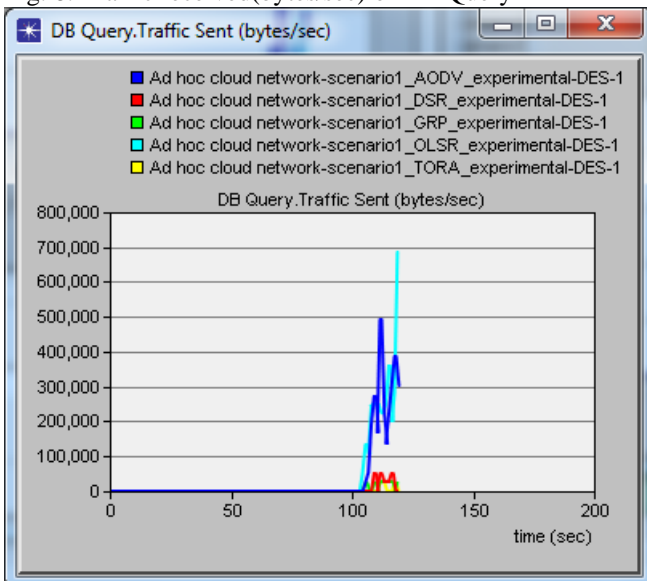 DB Query.Traffic Sent (bytes/sec)
Ad hoc cloud network-scenario1_AODV_experimental-DES-1
Ad hoc cloud network-scenario1_DSR_experimental-DES-1
Ad hoc cloud network-scenario1_GRP_experimental-DES-1
Ad hoc cloud network-scenario1_OLSR_experimental-DES-1
Ad hoc cloud network-scenario1_TORA_experimental-DES-1
DB Query.Traffic Sent (bytes/sec)
800,000
700,000
600,000
500,000
400,000
300,000
200,000
100,000
0
0 50 100 150 200
time (sec)